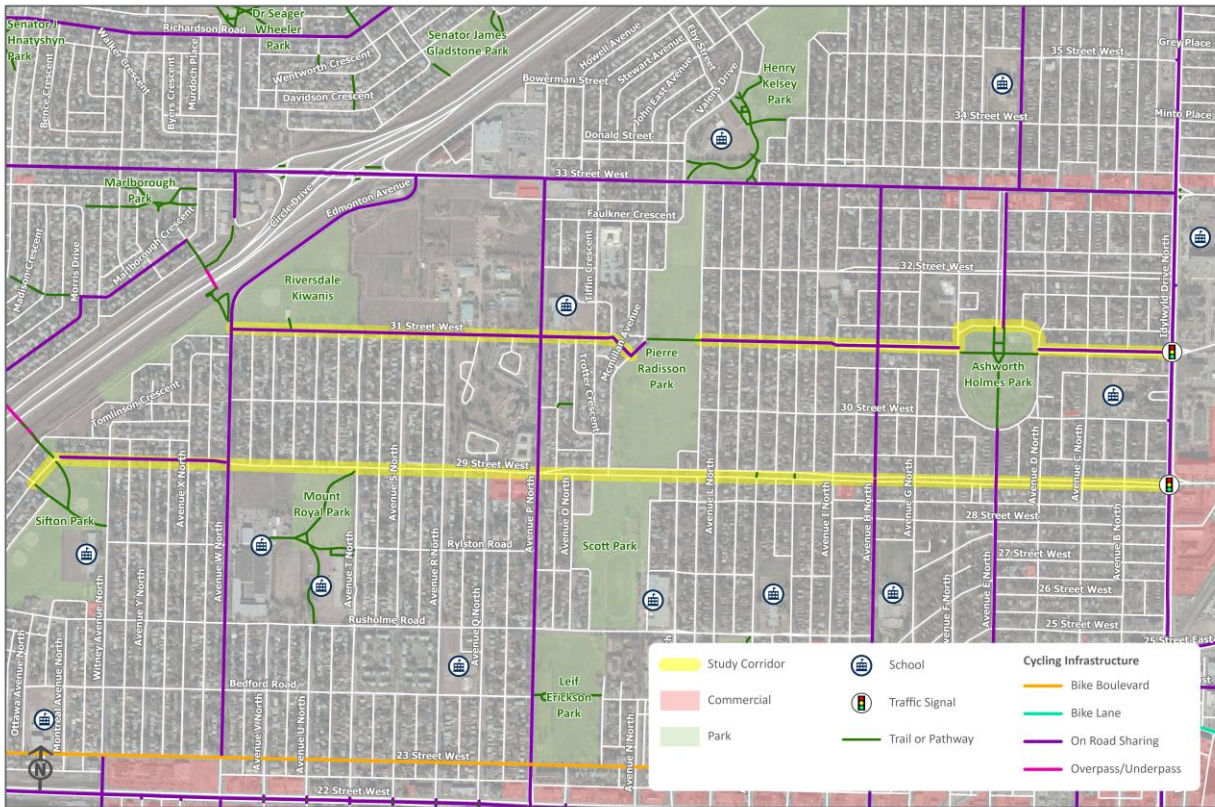 Senator J
Hnatyshyn
Park
Walker Crescent
Bence Crescent
Byers Crescent
Murdoch Place
Richardson Road
Dr Seager
Wheeler
Park
Wentworth Crescent
Davidson Crescent
Senator James
Gladstone Park
Howell Avenue
Stewart Avenue
John East Avenue
Eby Street
Valens Drive
Bowerman Street
Donald Street
Henry
Kelsey
Park
35 Street West
Grey Place
34 Street West
Minto Place
33 Street West
Marlborough
Park
Circle Drive
Edmonton Avenue
Marlborough Crescent
Madison Crescent
Morris Drive
Faulkner Crescent
Tiffin Crescent
32 Street West
Idylwyld Drive North
Riversdale
Kiwanis
31 Street West
Mcmillan Avenue
Trotter Crescent
Pierre
Radisson
Park
Ashworth
Holmes Park
Tomlinson Crescent
30 Street West
29 Street West
Avenue X North
Avenue W North
Avenue S North
Avenue P North
Avenue O North
Avenue L North
Avenue I North
Avenue H North
Avenue G North
Avenue D North
Avenue C North
Sifton Park
Mount
Royal Park
Scott Park
28 Street West
27 Street West
26 Street West
25 Street West
25 Street East
Avenue B North
Avenue E North
Avenue F North
Rylston Road
Avenue T North
Avenue R North
Avenue Q North
Avenue Y North
Witney Avenue North
Rusholme Road
Ottawa Avenue North
Montreal Avenue North
Bedford Road
Avenue V North
Avenue U North
Leif
Erickson
Park
Avenue N North
23 Street West
22 Street West
N
Study Corridor
Commercial
Park
School
Traffic Signal
Trail or Pathway
Cycling Infrastructure
Bike Boulevard
Bike Lane
On Road Sharing
Overpass/Underpass